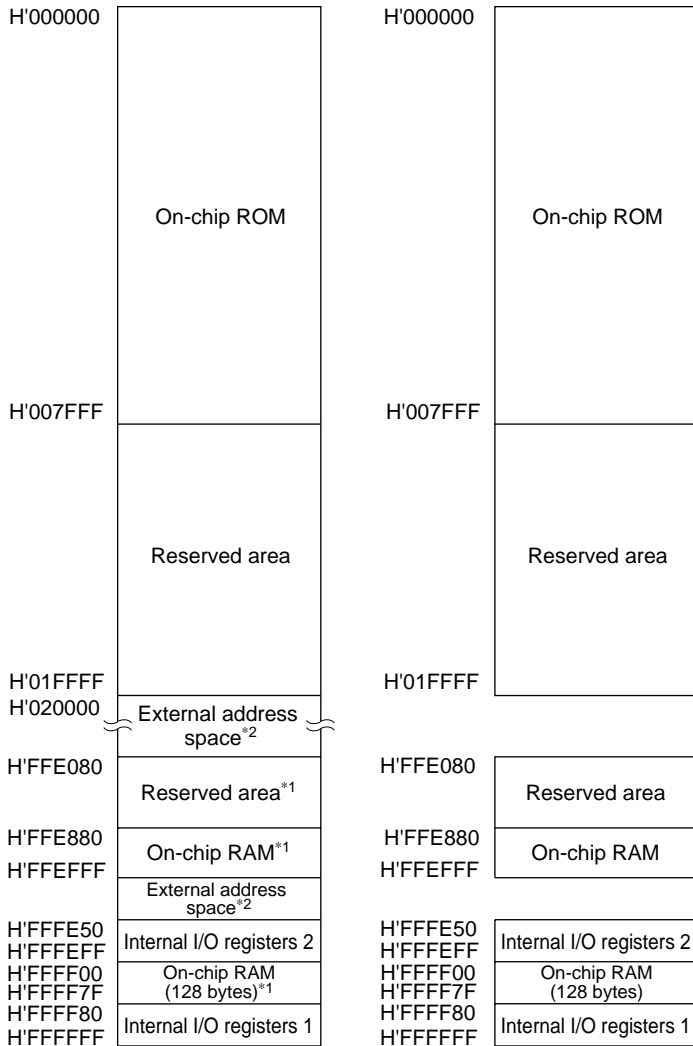 H'000000
On-chip ROM
H'007FFF
Reserved area
H'01FFFF
H'020000
External address
space*2
H'FFE080
Reserved area*1
H'FFE880
On-chip RAM*1
H'FFEFFF
External address
space*2
H'FFFE50
Internal I/O registers 2
H'FFFEFF
H'FFFF00
On-chip RAM
(128 bytes)*1
H'FFFF7F
H'FFFF80
Internal I/O registers 1
H'FFFFFF
H'000000
On-chip ROM
H'007FFF
Reserved area
H'01FFFF
H'FFE080
Reserved area
H'FFE880
On-chip RAM
H'FFEFFF
H'FFFE50
Internal I/O registers 2
H'FFFEFF
H'FFFF00
On-chip RAM
(128 bytes)
H'FFFF7F
H'FFFF80
Internal I/O registers 1
H'FFFFFF